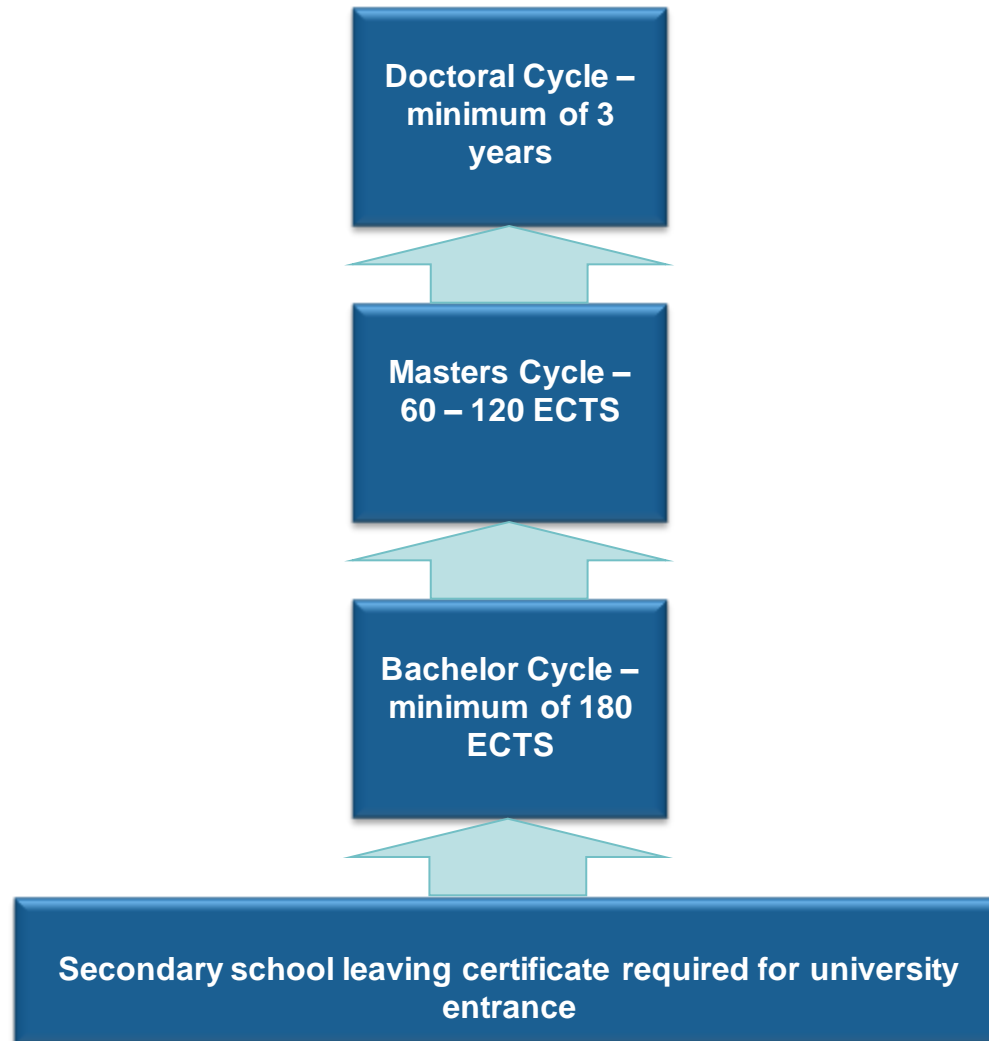 Doctoral Cycle –
minimum of 3
years
Masters Cycle –
60 – 120 ECTS
Bachelor Cycle –
minimum of 180
ECTS
Secondary school leaving certificate required for university
entrance